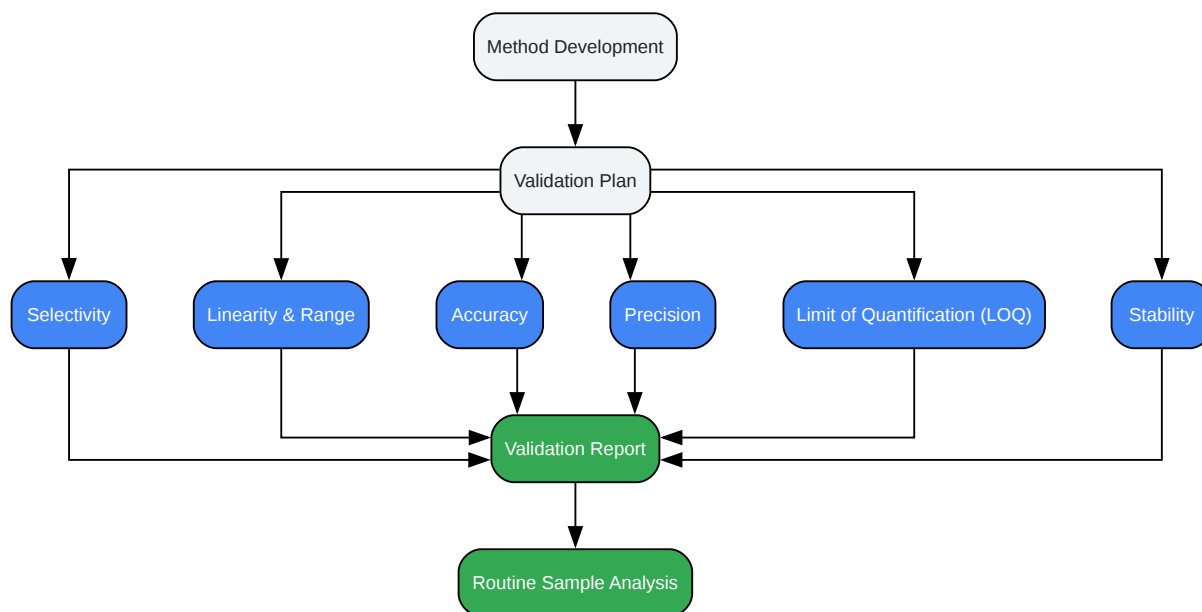 Method Development
Validation Plan
Selectivity
Linearity & Range
Accuracy
Precision
Limit of Quantification (LOQ)
Stability
Validation Report
Routine Sample Analysis